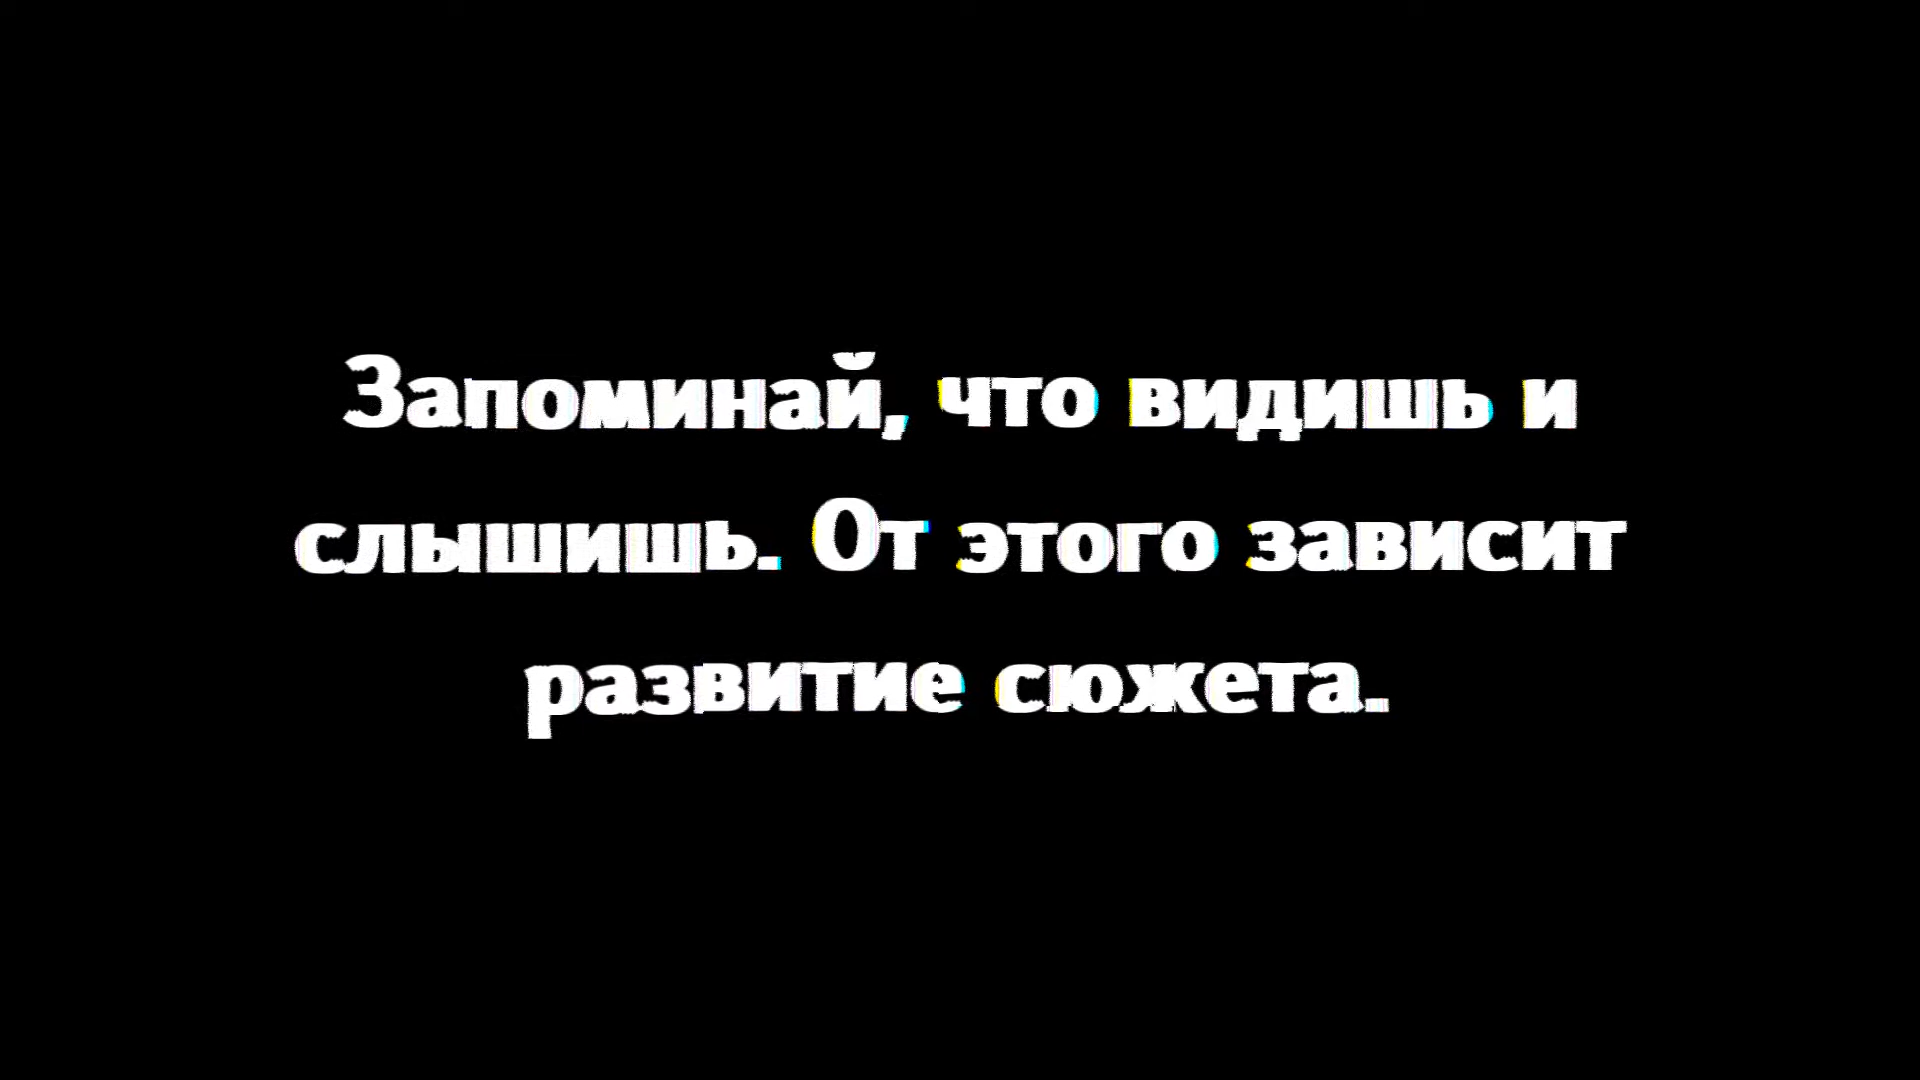 Запоминай, что видишь и
слышишь. От этого зависит
развитие сюжета.